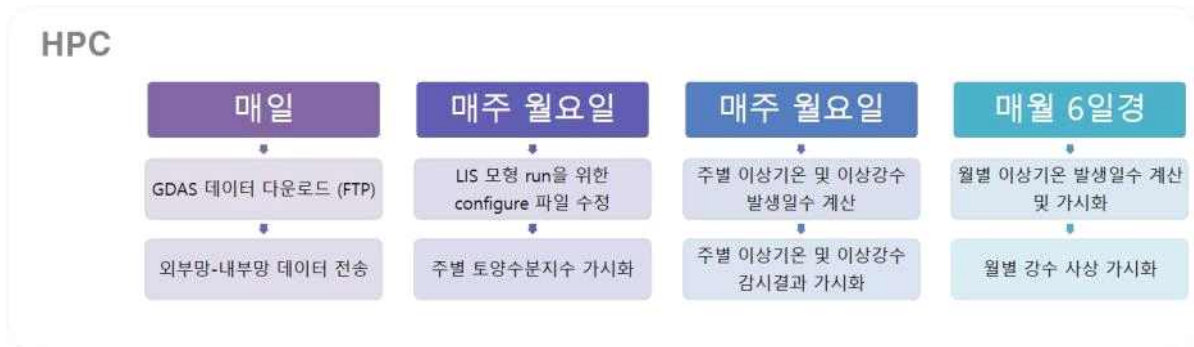 HPC
매일
GDAS 데이터 다운로드 (FTP)
외부망-내부망 데이터 전송
매주 월요일
LIS 모형 run을 위한
configure 파일 수정
주별 토양수분지수 가시화
매주 월요일
주별 이상기온 및 이상강수
발생일수 계산
주별 이상기온 및 이상강수
감시결과 가시화
매월 6일경
월별 이상기온 발생일수 계산
및 가시화
월별 강수 사상 가시화